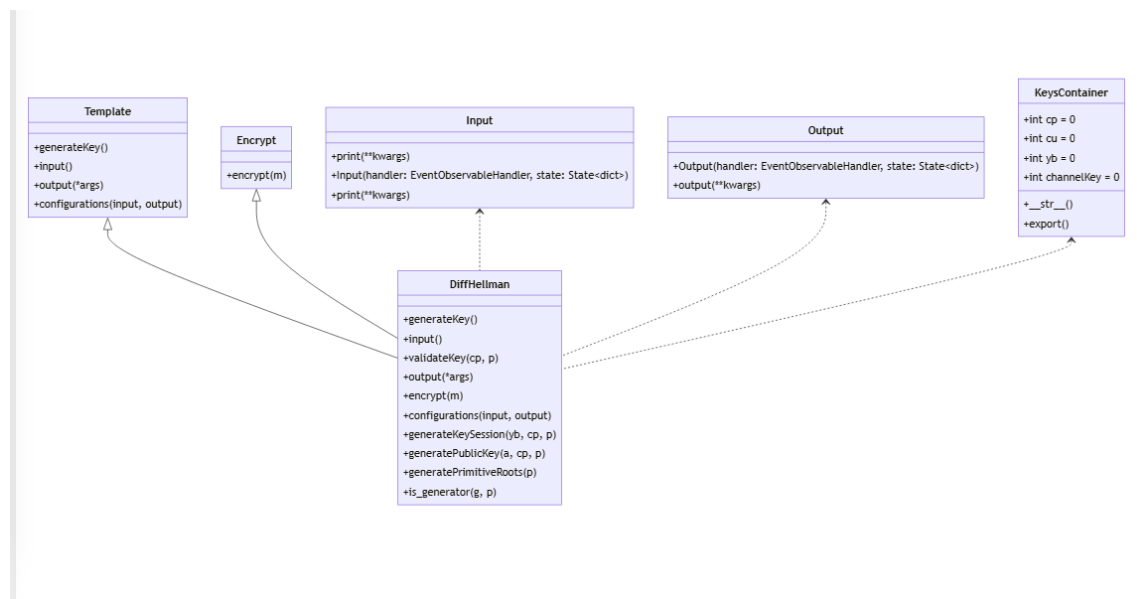 Template
+generateKey()
+input()
+output(*args)
+configurations(input, output)
Encrypt
+encrypt(m)
Input
+print(**kwargs)
+Input(handler: EventObservableHandler, state: State<dict>)
+print(**kwargs)
Output
+Output(handler: EventObservableHandler, state: State<dict>)
+output(**kwargs)
KeysContainer
+int cp = 0
+int cu = 0
+int yb = 0
+int channelKey = 0
+__str__()
+export()
DiffHellman
+generateKey()
+input()
+validateKey(cp, p)
+output(*args)
+encrypt(m)
+configurations(input, output)
+generateKeySession(yb, cp, p)
+generatePublicKey(a, cp, p)
+generatePrimitiveRoots(p)
+is_generator(g, p)